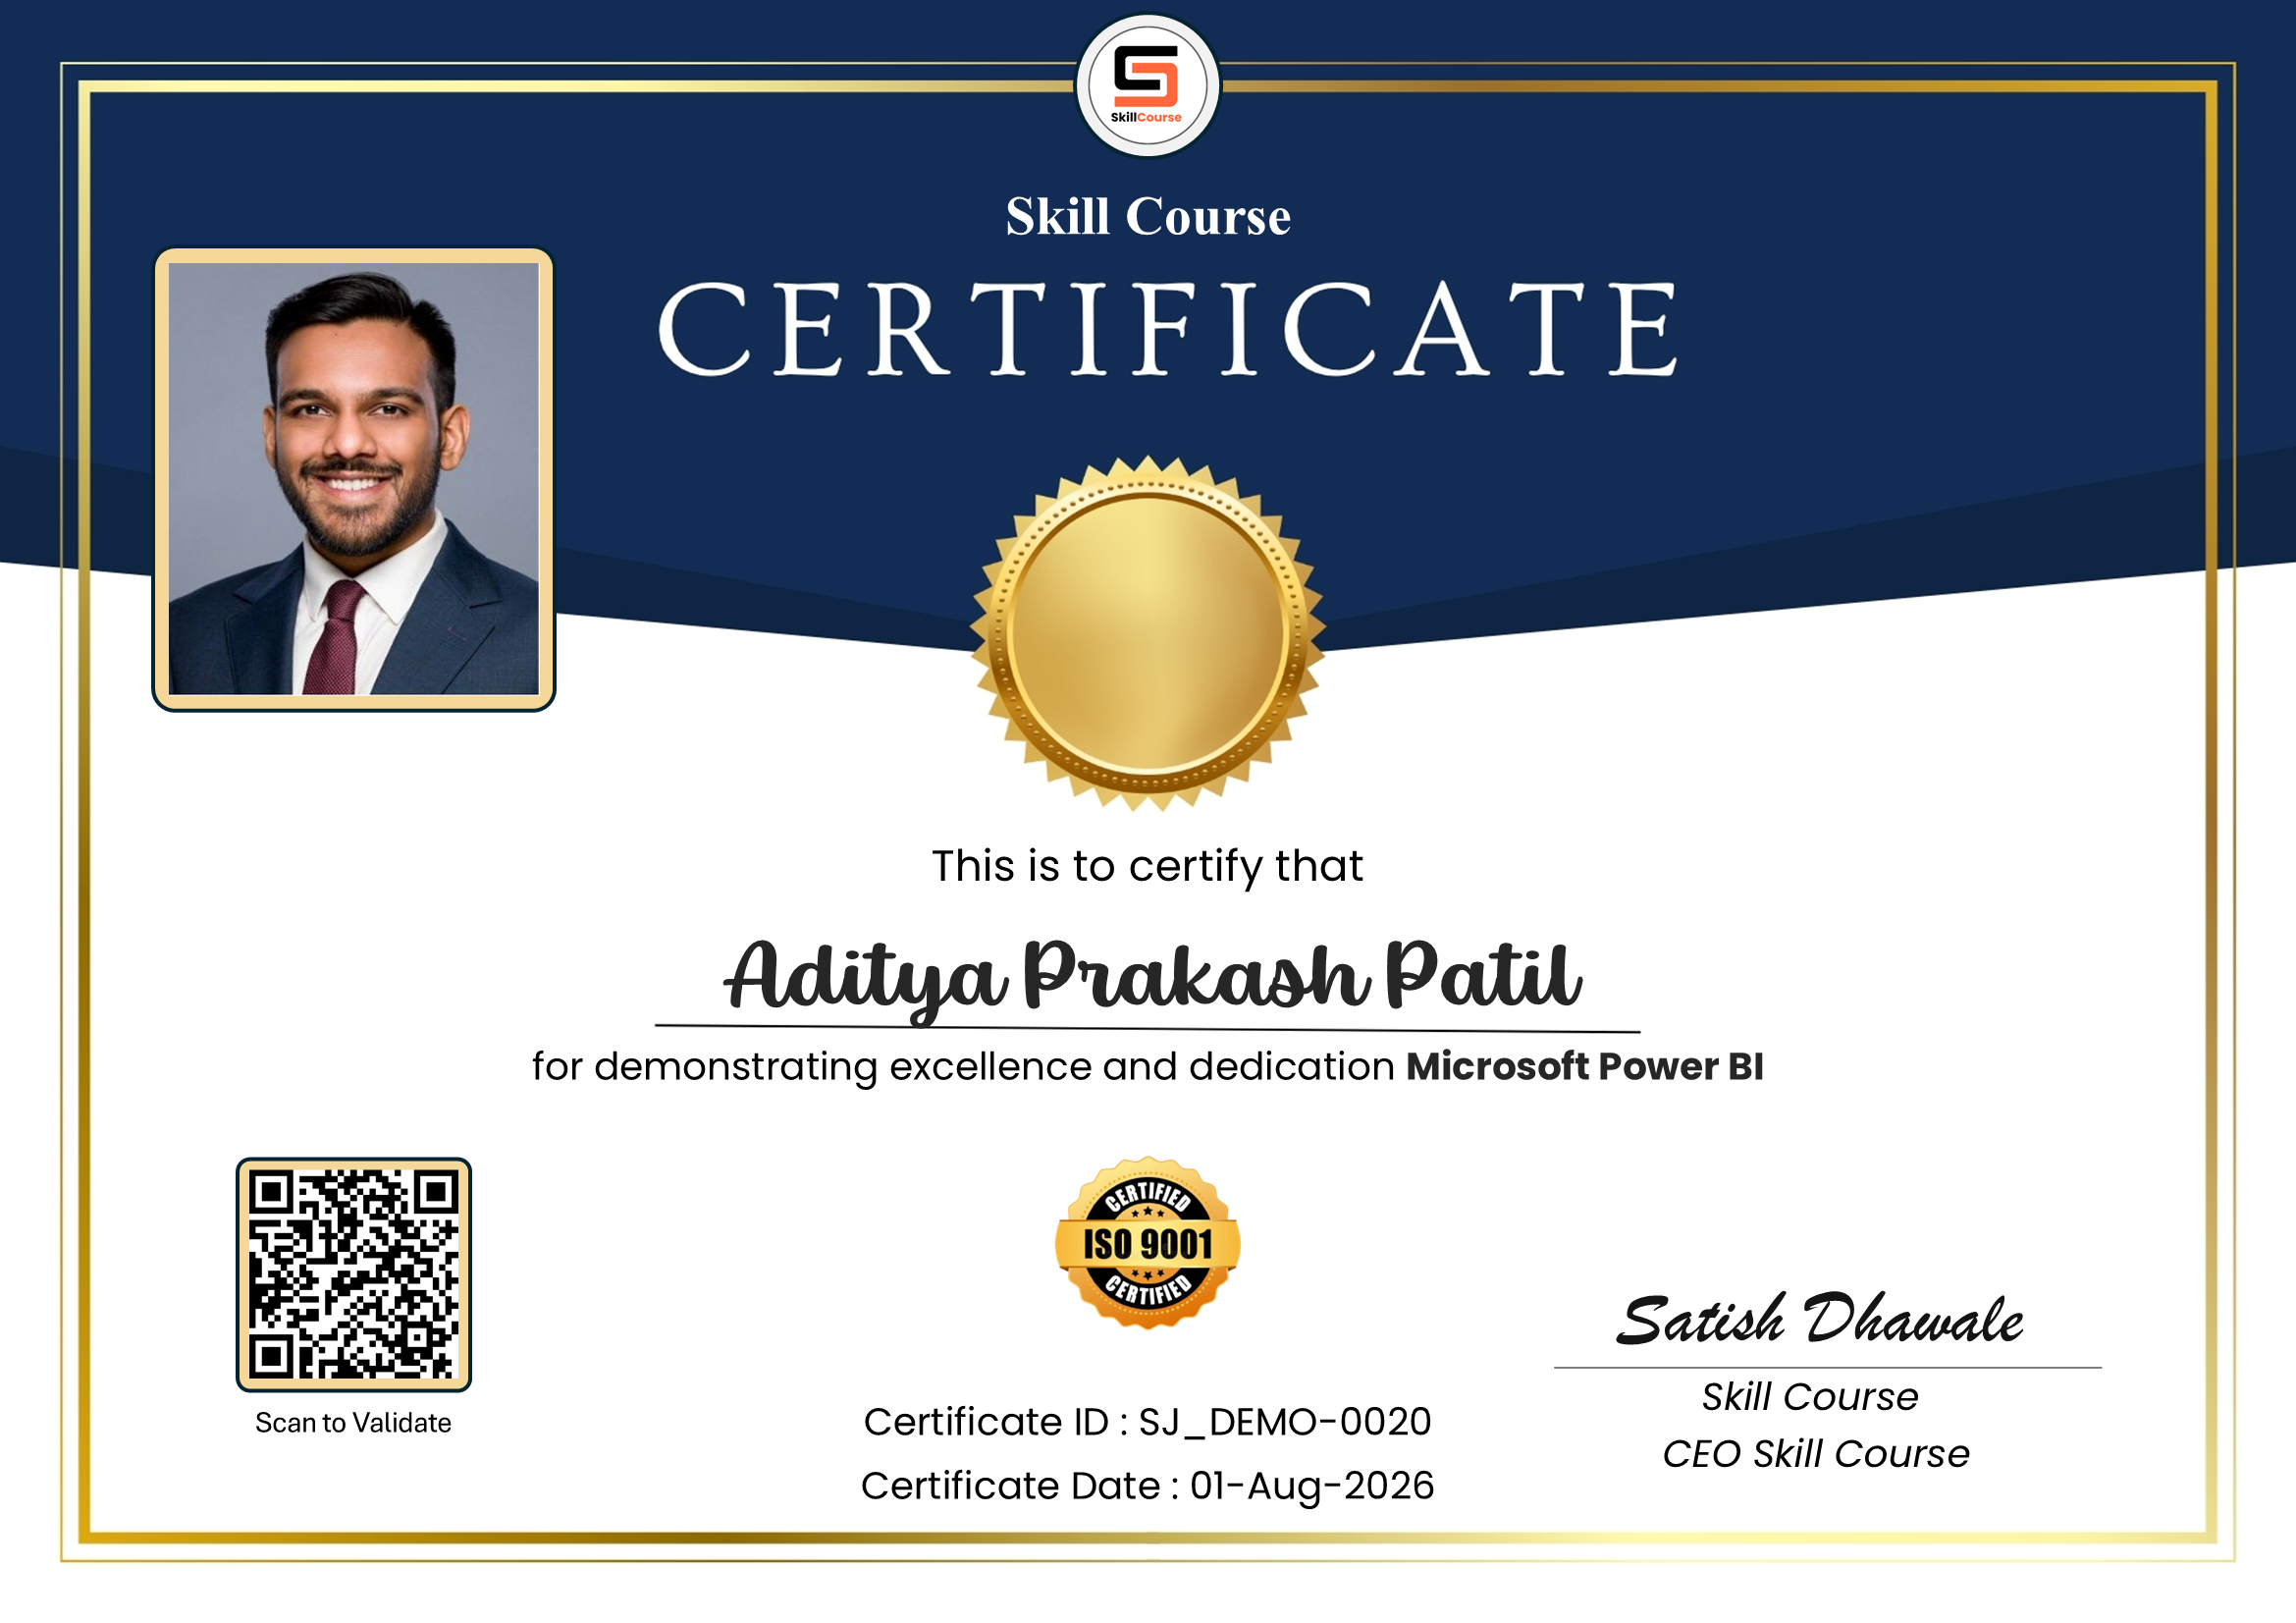 SkillCourse
Skill Course
CERTIFICATE
This is to certify that
Aditya Prakash Patil
for demonstrating excellence and dedication Microsoft Power BI
CERTIFIED
ISO 9001
CERTIFIED
Scan to Validate
Certificate ID : SJ_DEMO-0020
Certificate Date : 01-Aug-2026
Satish Dhawale
Skill Course
CEO Skill Course